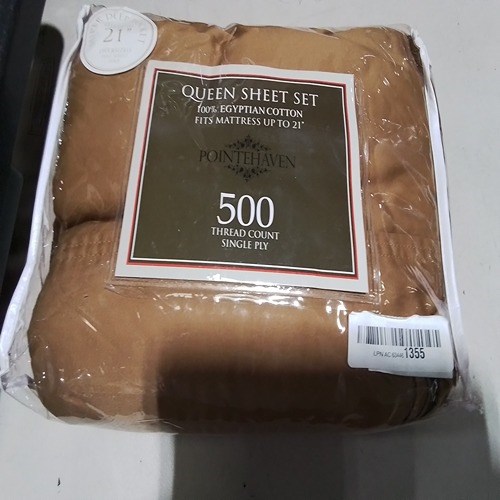 21"
QUEEN SHEET SET
100% EGYPTIAN COTTON
FITS MATTRESS UP TO 21"
POINTEHAVEN
500
THREAD COUNT
SINGLE PLY
1355